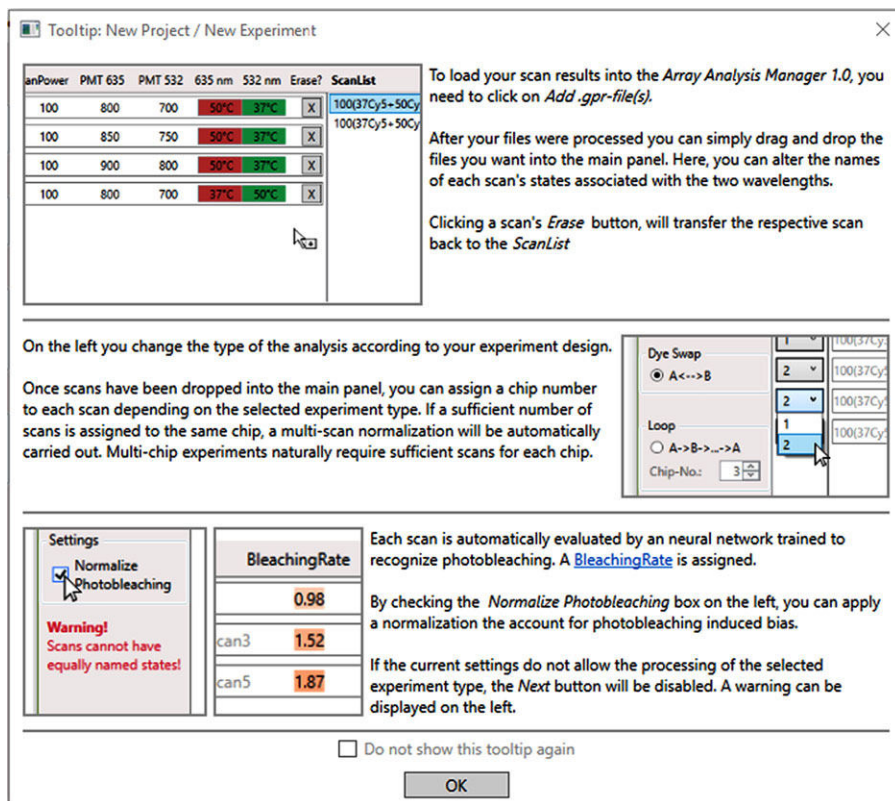 Tooltip: New Project / New Experiment
anPower PMT 635 PMT 532 635 nm 532 nm Erase? ScanList
100 800 700 50°C 37°C X 100(37Cy5+50Cy
100 850 750 50°C 37°C X 100(37Cy5+50Cy
100 900 800 50°C 37°C X
100 800 700 37°C 50°C X
To load your scan results into the Array Analysis Manager 1.0, you
need to click on Add .gpr-file(s).
After your files were processed you can simply drag and drop the
files you want into the main panel. Here, you can alter the names
of each scan's states associated with the two wavelengths.
Clicking a scan's Erase button, will transfer the respective scan
back to the ScanList
On the left you change the type of the analysis according to your experiment design.
Once scans have been dropped into the main panel, you can assign a chip number
to each scan depending on the selected experiment type. If a sufficient number of
scans is assigned to the same chip, a multi-scan normalization will be automatically
carried out. Multi-chip experiments naturally require sufficient scans for each chip.
Dye Swap
A<-->B
Loop
A->B->...->A
Chip-No.: 3
1 100(37Cy5
2 100(37Cy5
2 100(37Cy5
1
2 100(37Cy5
Settings
Normalize
Photobleaching
Warning!
Scans cannot have
equally named states!
BleachingRate
0.98
can3 1.52
can5 1.87
Each scan is automatically evaluated by an neural network trained to
recognize photobleaching. A BleachingRate is assigned.
By checking the Normalize Photobleaching box on the left, you can apply
a normalization the account for photobleaching induced bias.
If the current settings do not allow the processing of the selected
experiment type, the Next button will be disabled. A warning can be
displayed on the left.
Do not show this tooltip again
OK